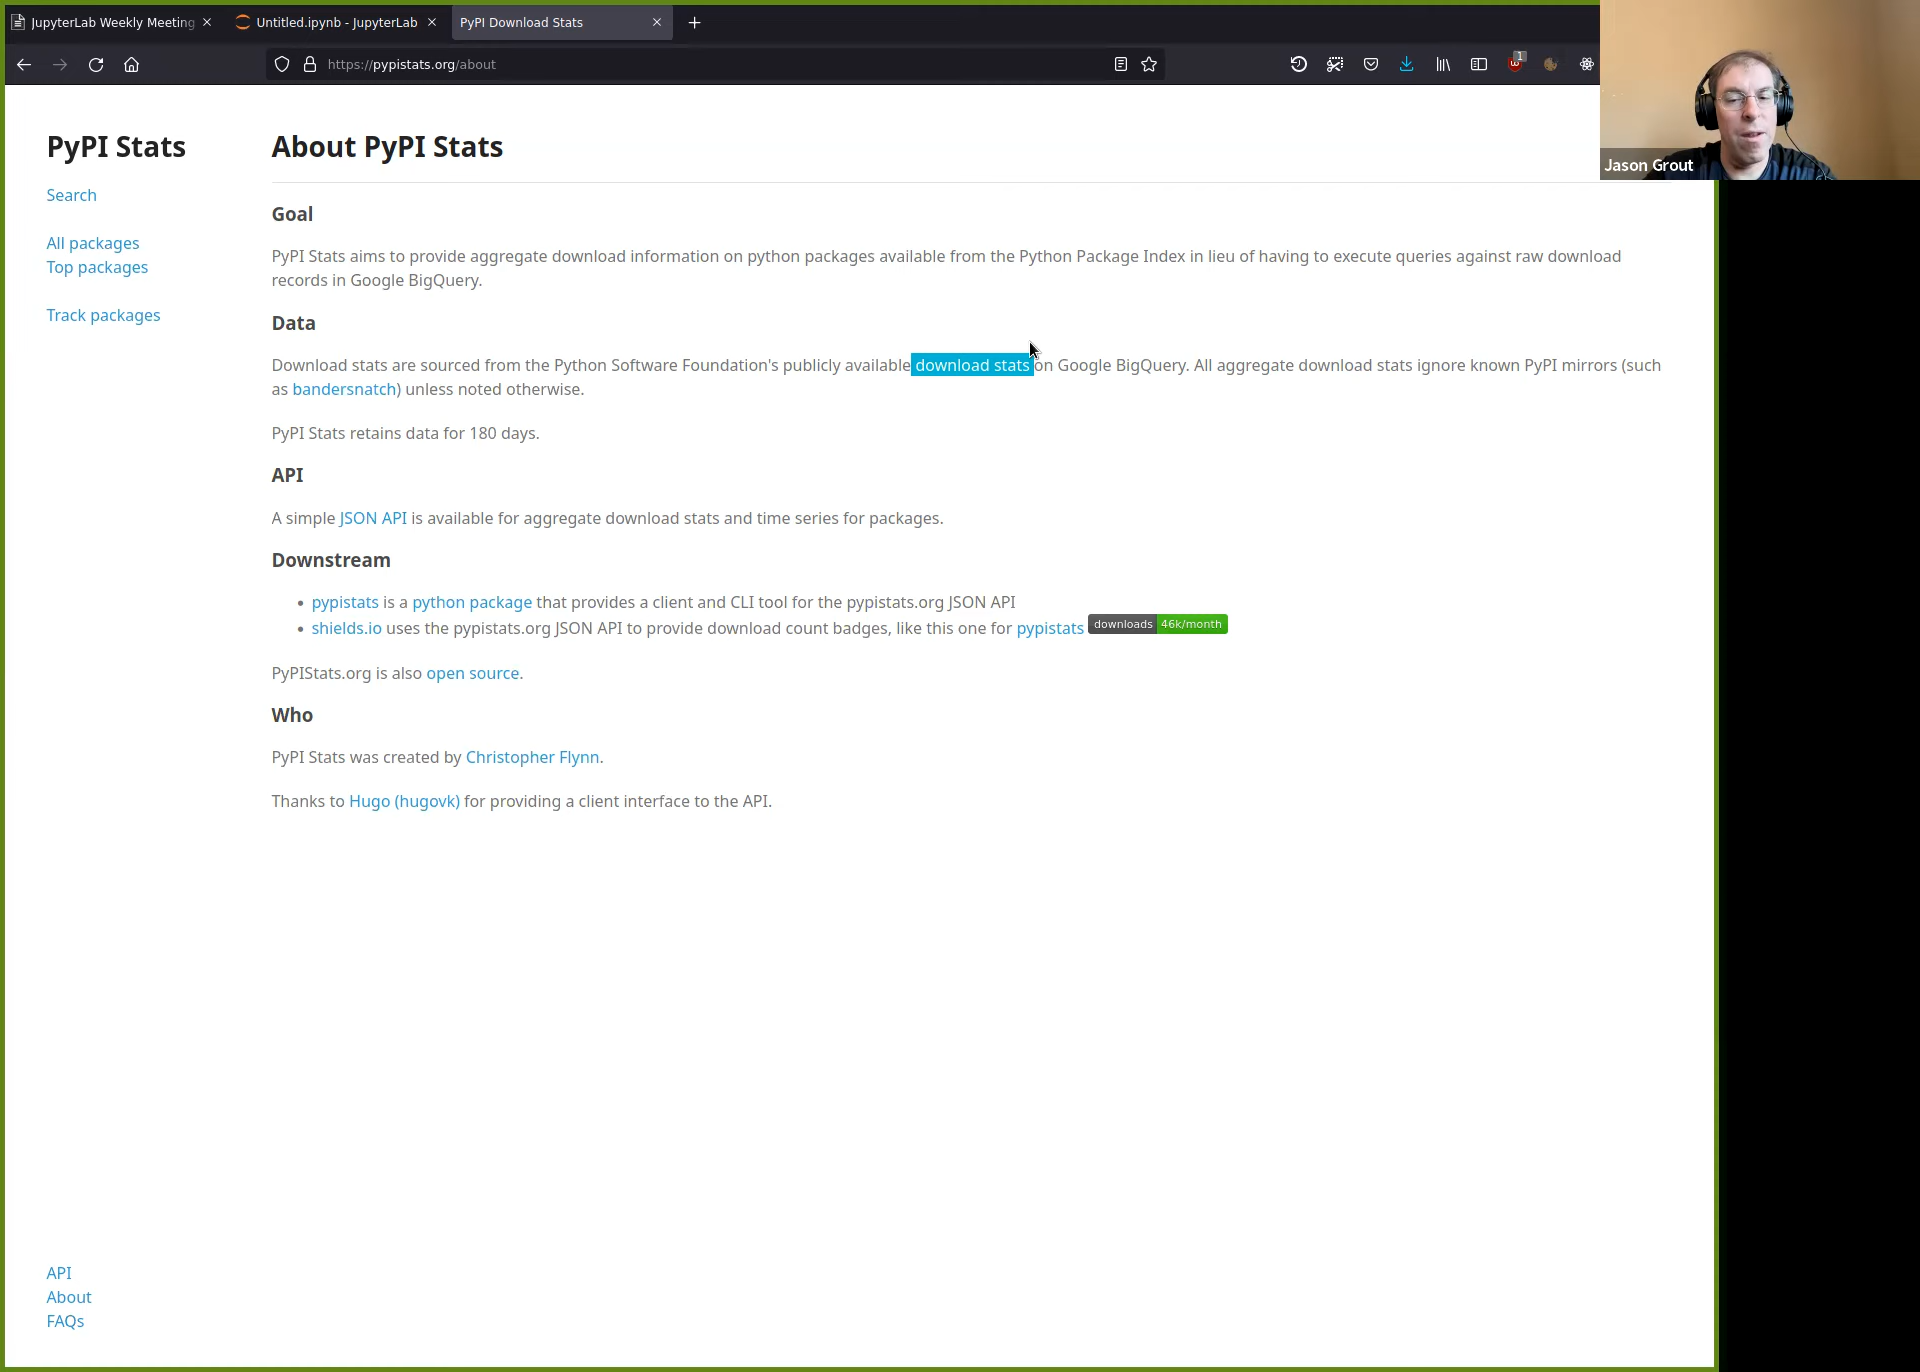 JupyterLab Weekly Meeting
Untitled.ipynb - JupyterLab
PyPI Download Stats
https://pypistats.org/about
1
Jason Grout
PyPI Stats
Search
All packages
Top packages
Track packages
About PyPI Stats
Goal
PyPI Stats aims to provide aggregate download information on python packages available from the Python Package Index in lieu of having to execute queries against raw download
records in Google BigQuery.
Data
Download stats are sourced from the Python Software Foundation's publicly available download stats on Google BigQuery. All aggregate download stats ignore known PyPI mirrors (such
as bandersnatch) unless noted otherwise.
PyPI Stats retains data for 180 days.
API
A simple JSON API is available for aggregate download stats and time series for packages.
Downstream
• pypistats is a python package that provides a client and CLI tool for the pypistats.org JSON API
• shields.io uses the pypistats.org JSON API to provide download count badges, like this one for pypistats downloads 46k/month
PyPIStats.org is also open source.
Who
PyPI Stats was created by Christopher Flynn.
Thanks to Hugo (hugovk) for providing a client interface to the API.
API
About
FAQs